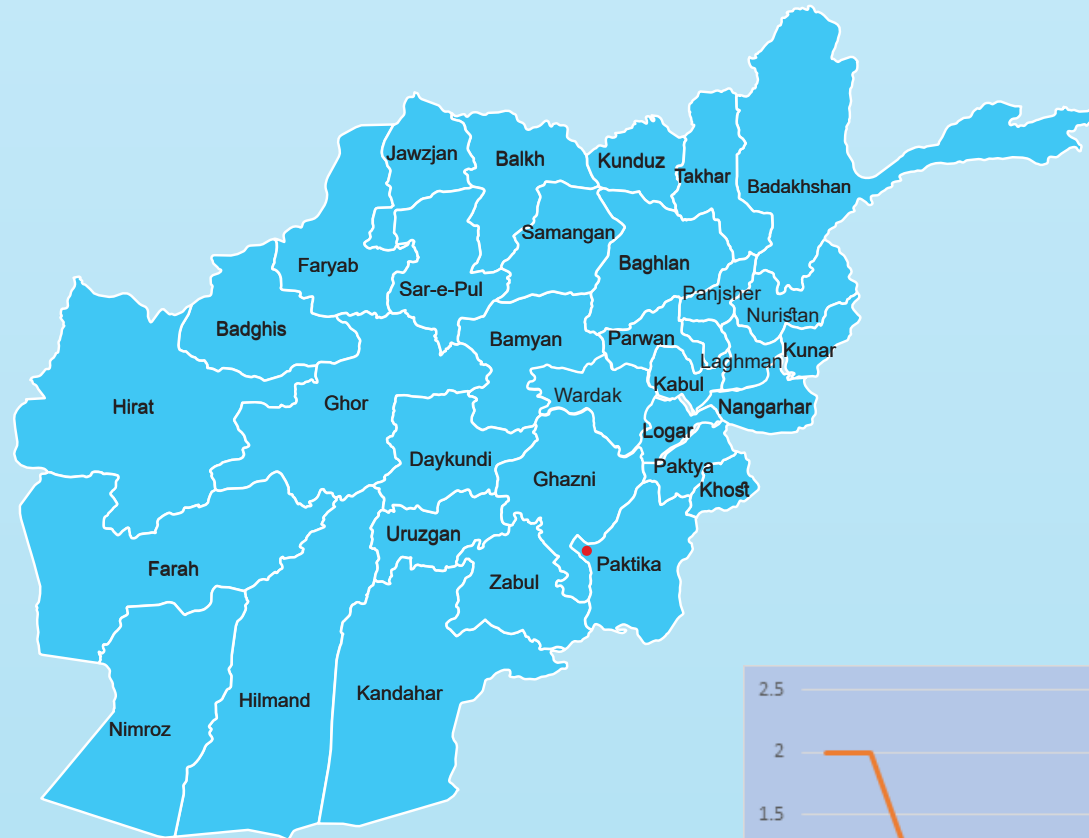 Jawzjan
Balkh
Kunduz
Takhar
Badakhshan
Samangan
Faryab
Baghlan
Sar-e-Pul
Panjsher
Nuristan
Badghis
Bamyan
Parwan
Laghman
Kunar
Kabul
Wardak
Hirat
Ghor
Nangarhar
Logar
Daykundi
Paktya
Ghazni
Khost
Uruzgan
Farah
Zabul
Paktika
Kandahar
Hilmand
Nimroz
2.5
2
1.5